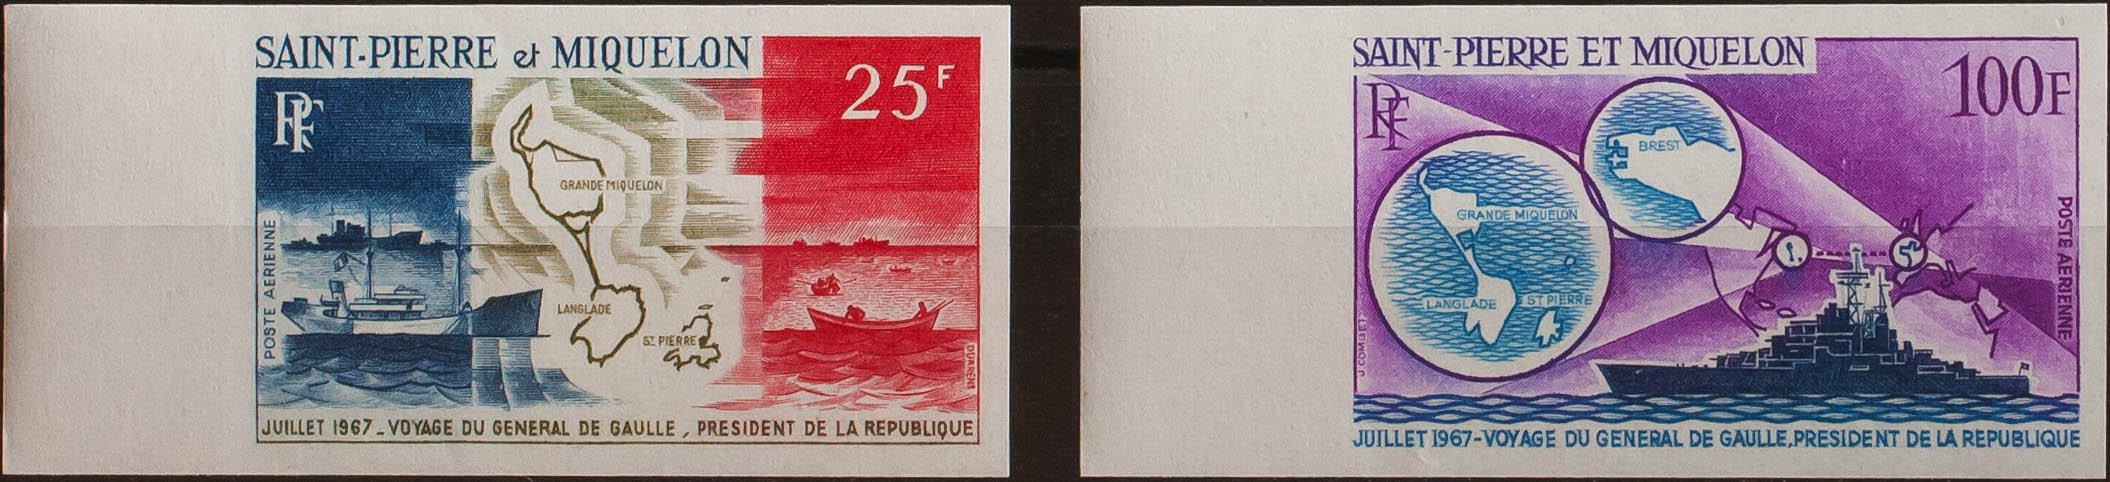 SAINT-PIERRE et MIQUELON
25F
RF
GRANDE MIQUELON
LANGLADE
ST PIERRE
POSTE AERIENNE
DURRENS
JUILLET 1967 - VOYAGE DU GENERAL DE GAULLE, PRESIDENT DE LA REPUBLIQUE
SAINT-PIERRE ET MIQUELON
100F
RF
BREST
GRANDE MIQUELON
LANGLADE
ST PIERRE
POSTE AERIENNE
J. COMBET
JUILLET 1967-VOYAGE DU GENERAL DE GAULLE, PRESIDENT DE LA REPUBLIQUE